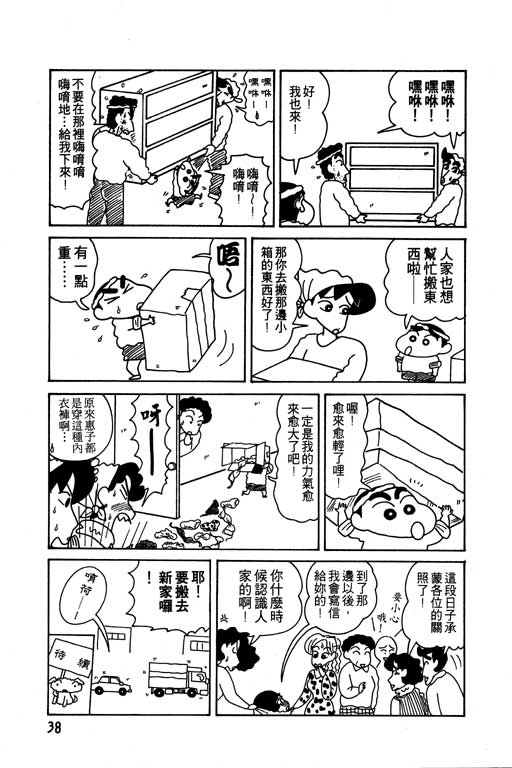 嘿咻！
嘿咻！
嘿咻！
好！
我也來！
嘿咻！
嘿咻！
嗨唷～！
嗨唷！
不要在那裡嗨唷嗨
嗨唷地…給我下來！
人家也想
幫忙搬東
西啦──
那你去搬那邊小
箱的東西好了！
唔～
有一點
重……
喔！
愈來愈輕了哩！
一定是我的力氣愈
來愈大了吧！
呀──
原來惠子都
是穿這種內
衣褲啊…
這段日子承
蒙各位的關
照了！
要小心
哦！
到了那
邊以後，
我會寫信
給妳的！
你什麼時
候認識人
家的啊！
耶！
要搬去
新家囉
！
待續
38